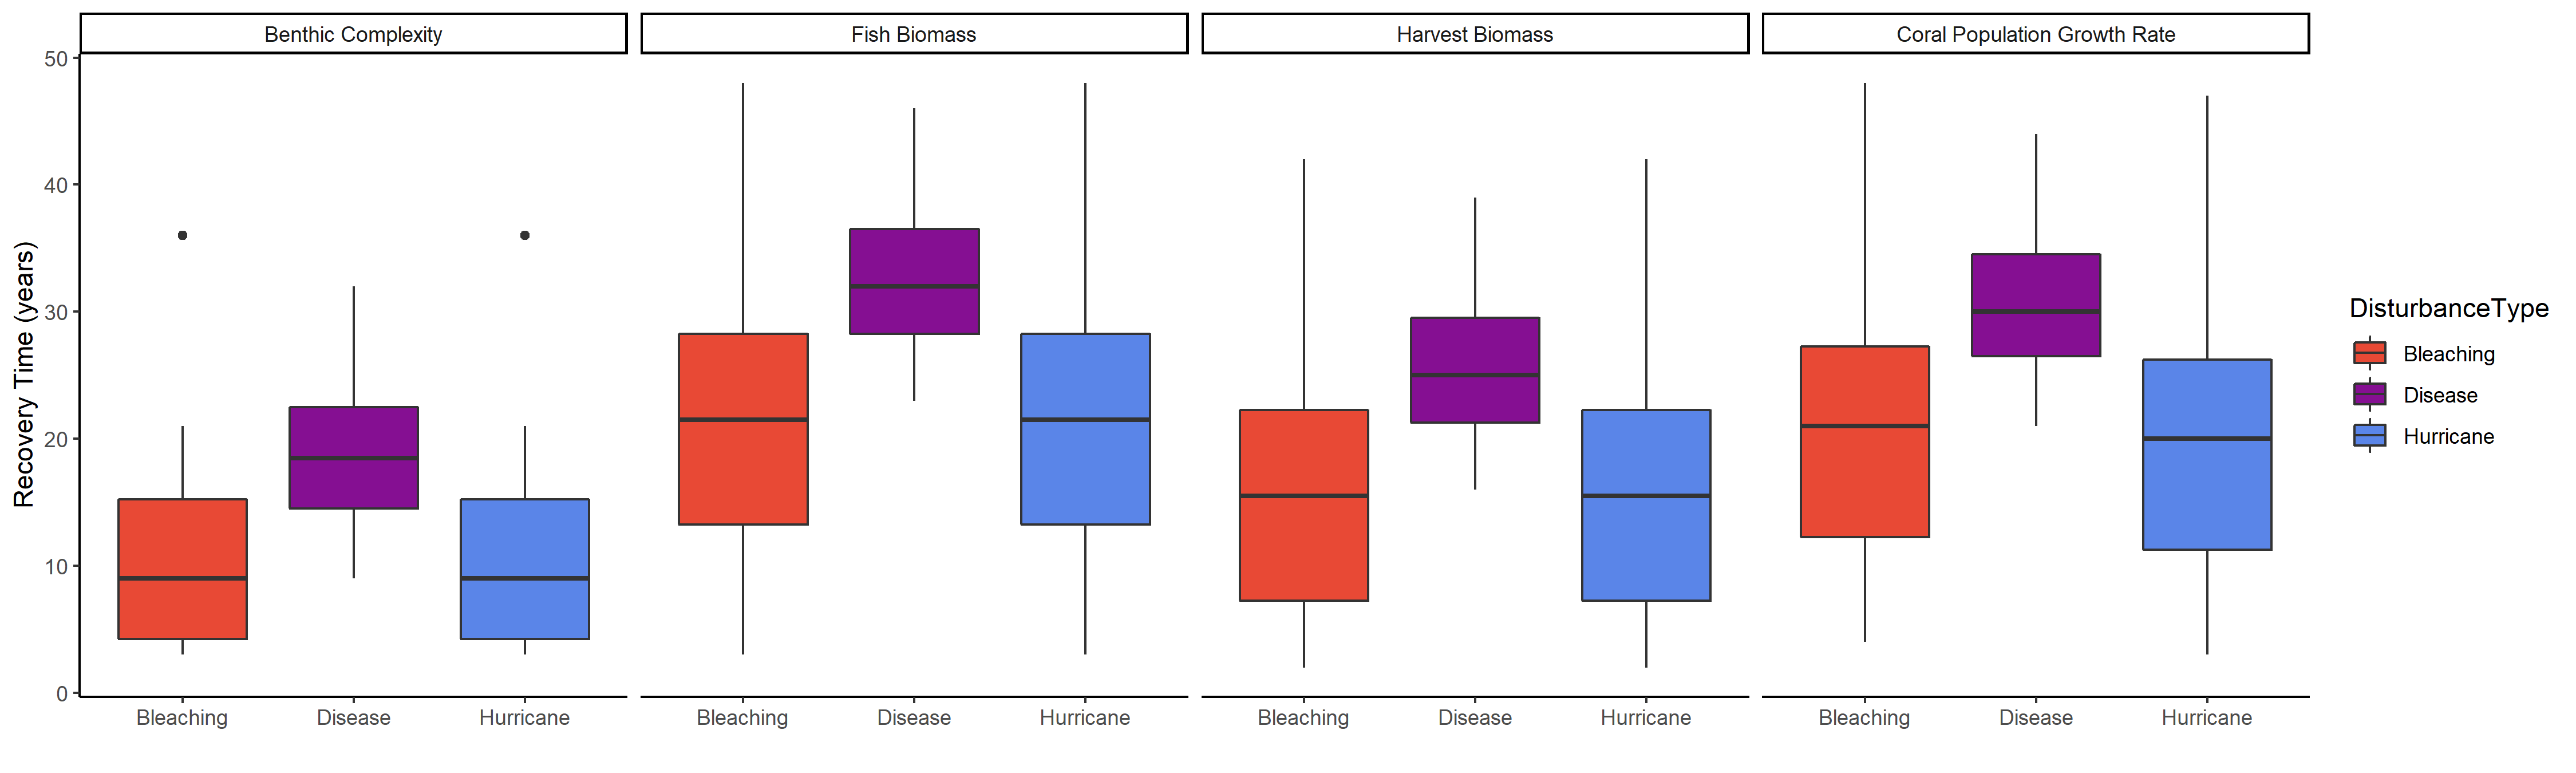 Benthic Complexity
Fish Biomass
Harvest Biomass
Coral Population Growth Rate
50
40
30
20
10
0
Recovery Time (years)
Bleaching
Disease
Hurricane
Bleaching
Disease
Hurricane
Bleaching
Disease
Hurricane
Bleaching
Disease
Hurricane
DisturbanceType
Bleaching
Disease
Hurricane